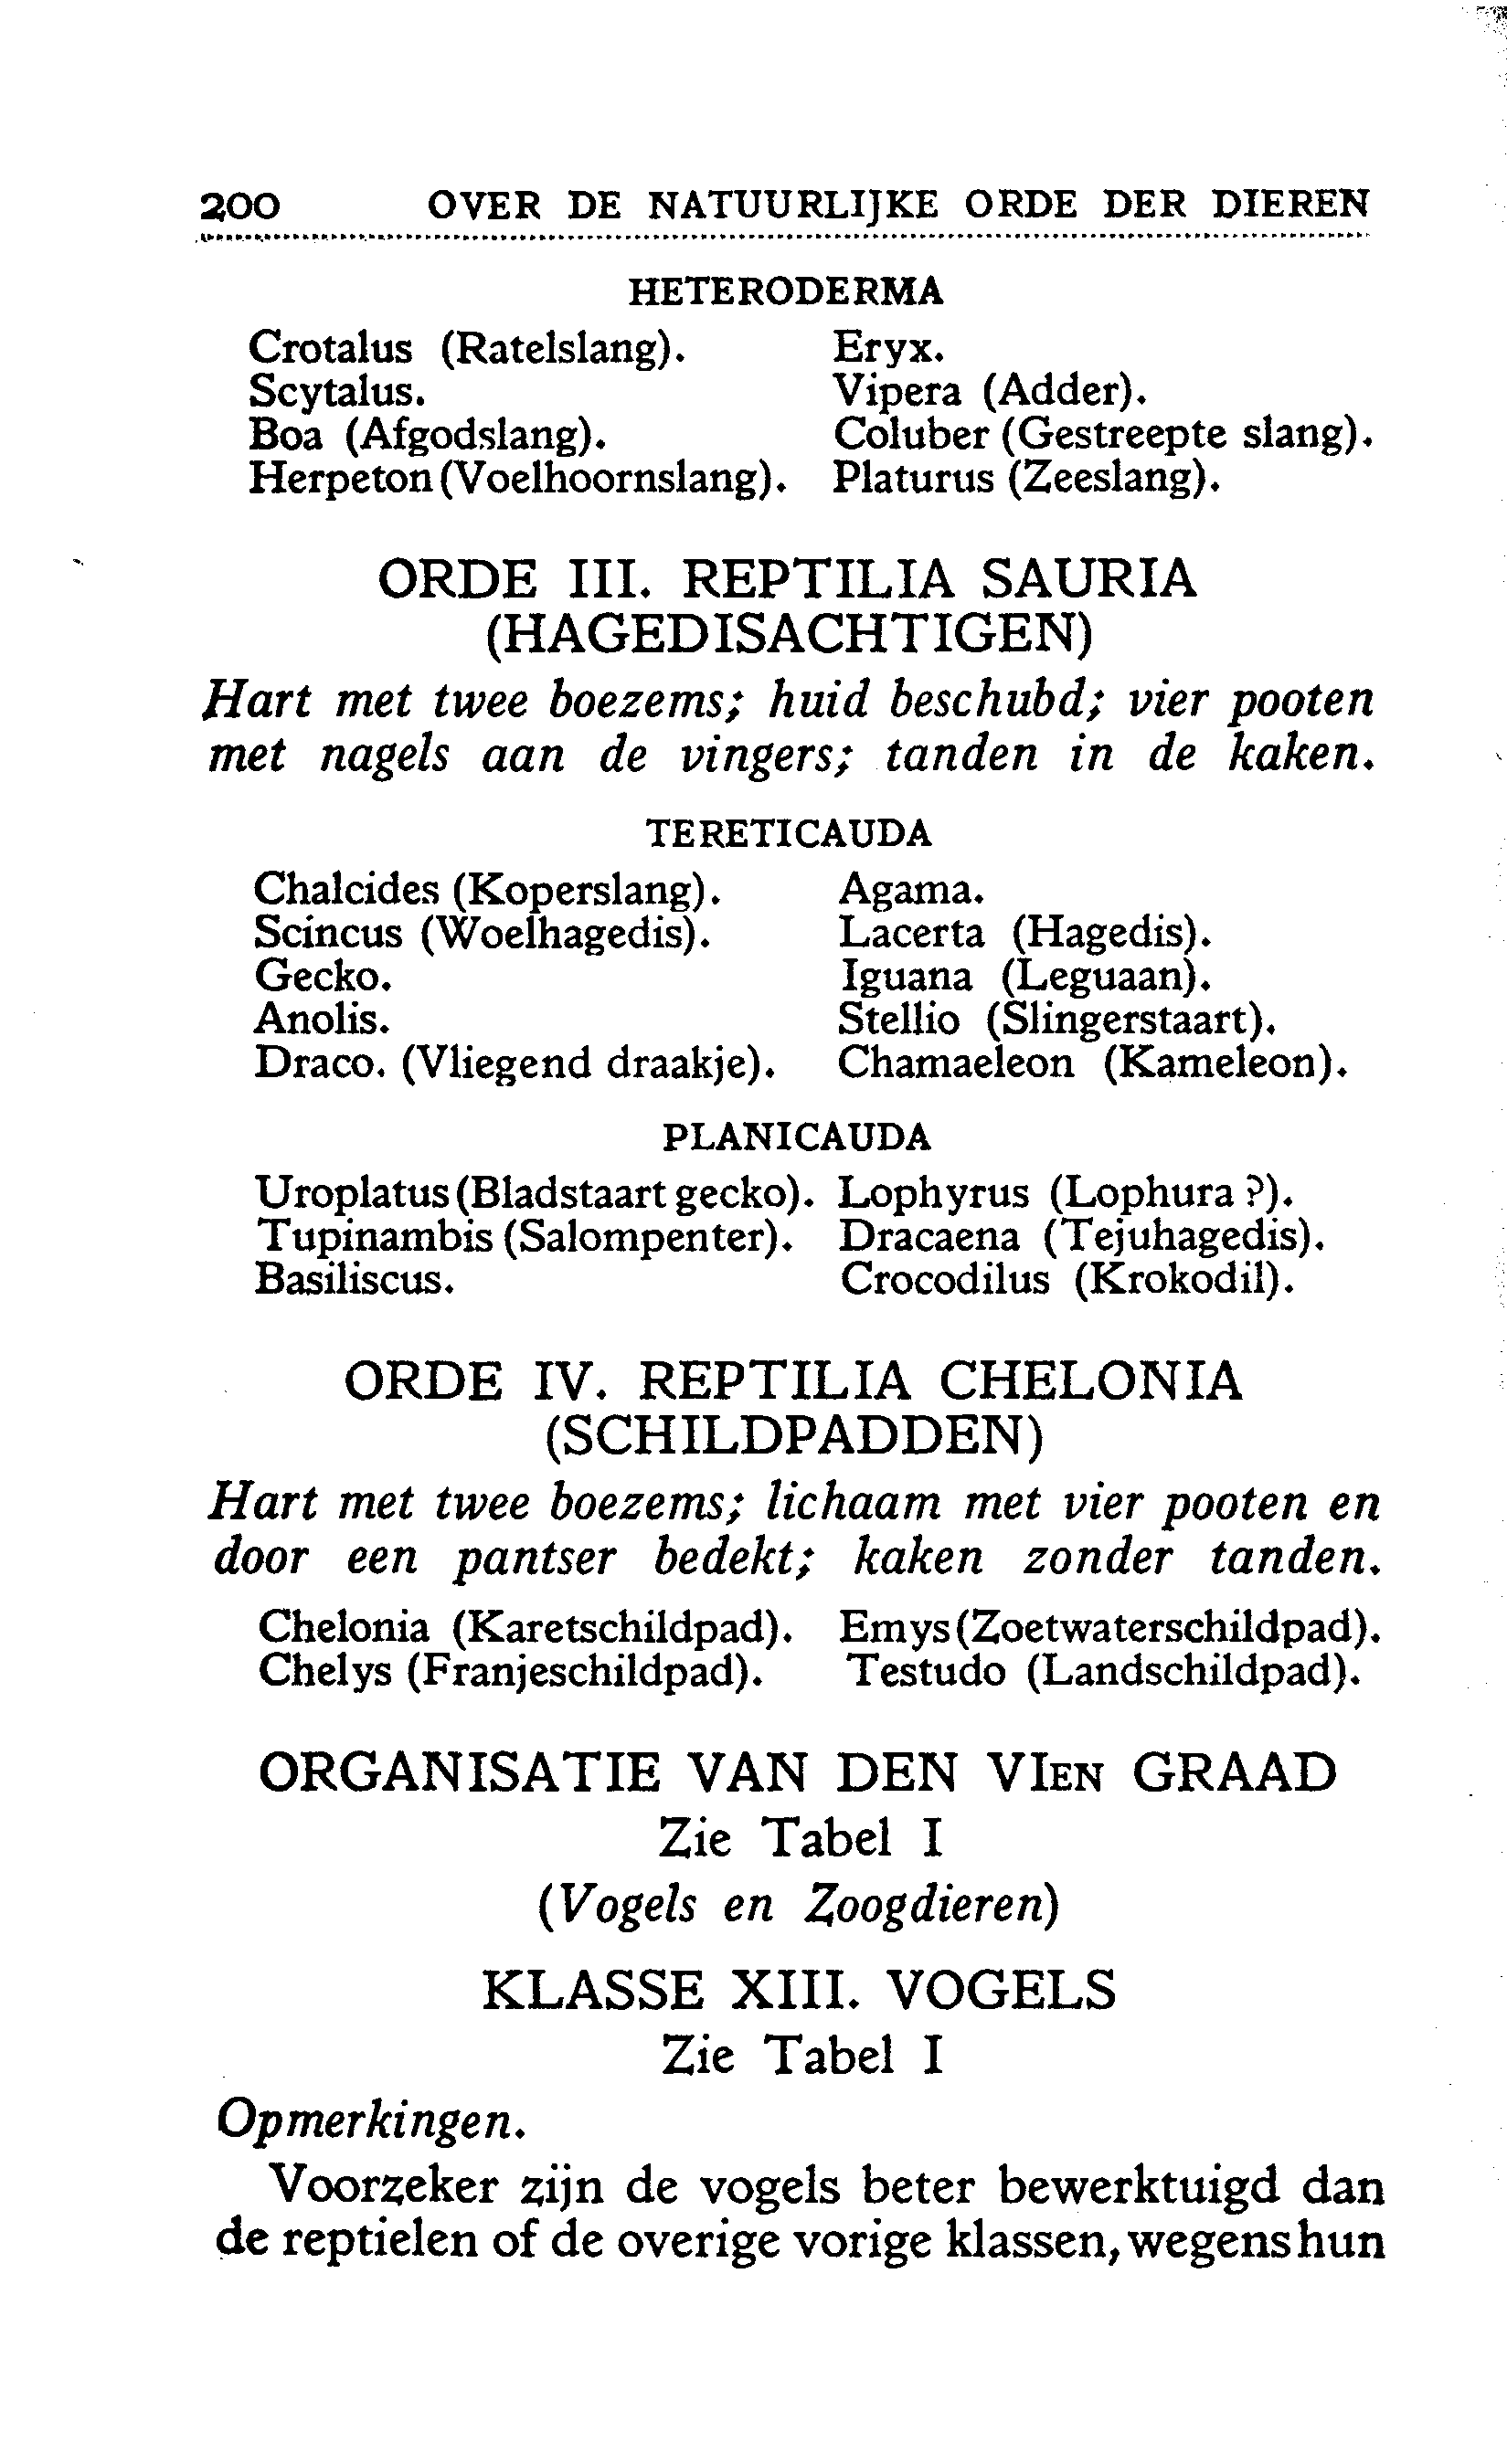 200 OVER DE NATUURLIJKE ORDE DER DIEREN
HETERODERMA
Crotalus (Ratelslang). Eryx.
Scytalus. Vipera (Adder).
Boa (Afgodslang). Coluber (Gestreepte slang).
Herpeton (Voelhoornslang). Platurus (Zeeslang).
ORDE III. REPTILIA SAURIA
(HAGEDISACHTIGEN)
Hart met twee boezems; huid beschubd; vier pooten
met nagels aan de vingers; tanden in de kaken.
TERETICAUDA
Chalcides (Koperslang). Agama.
Scincus (Woelhagedis). Lacerta (Hagedis).
Gecko. Iguana (Leguaan).
Anolis. Stellio (Slingerstaart).
Draco. (Vliegend draakje). Chamaeleon (Kameleon).
PLANICAUDA
Uroplatus (Bladstaart gecko). Lophyrus (Lophura ?).
Tupinambis (Salompenter). Dracaena (Tejuhagedis).
Basiliscus. Crocodilus (Krokodil).
ORDE IV. REPTILIA CHELONIA
(SCHILDPADDEN)
Hart met twee boezems; lichaam met vier pooten en
door een pantser bedekt; kaken zonder tanden.
Chelonia (Karetschildpad). Emys (Zoetwaterschildpad).
Chelys (Franjeschildpad). Testudo (Landschildpad).
ORGANISATIE VAN DEN VIEN GRAAD
Zie Tabel I
(Vogels en Zoogdieren)
KLASSE XIII. VOGELS
Zie Tabel I
Opmerkingen.
Voorzeker zijn de vogels beter bewerktuigd dan
de reptielen of de overige vorige klassen, wegens hun